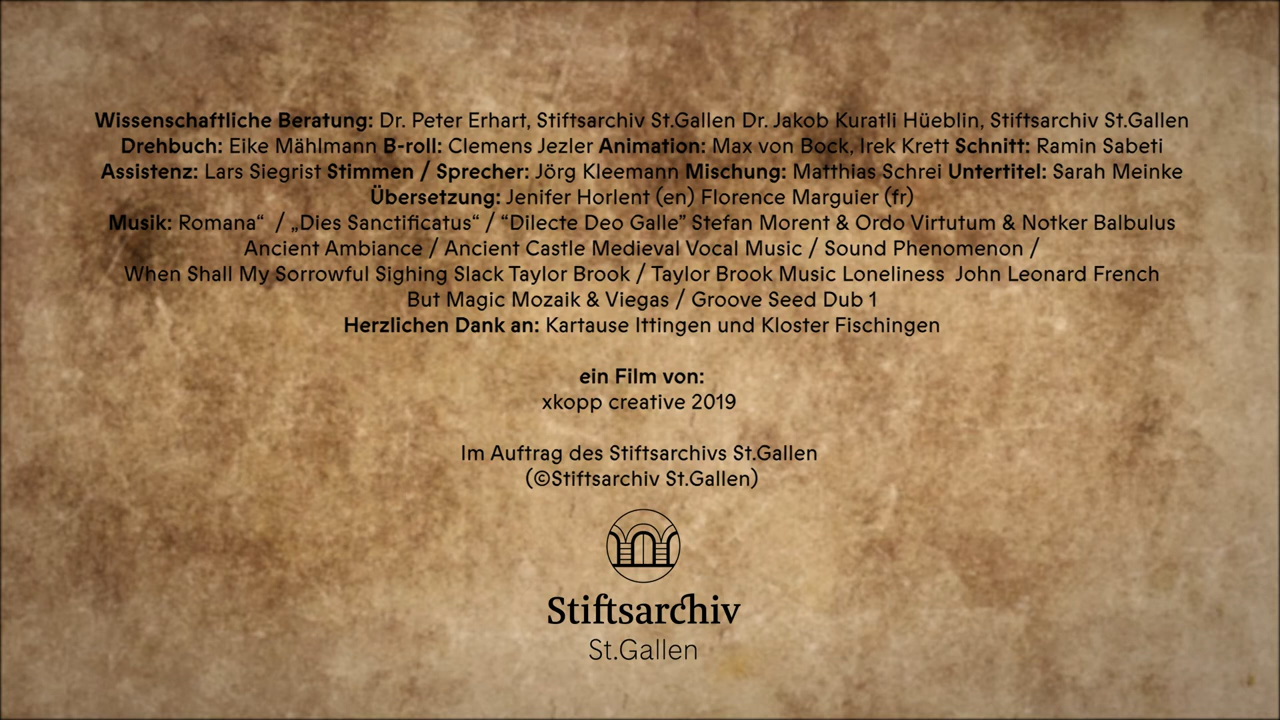 Wissenschaftliche Beratung: Dr. Peter Erhart, Stiftsarchiv St.Gallen Dr. Jakob Kuratli Hüeblin, Stiftsarchiv St.Gallen
Drehbuch: Eike Mählmann B-roll: Clemens Jezler Animation: Max von Bock, Irek Krett Schnitt: Ramin Sabeti
Assistenz: Lars Siegrist Stimmen / Sprecher: Jörg Kleemann Mischung: Matthias Schrei Untertitel: Sarah Meinke
Übersetzung: Jenifer Horlent (en) Florence Marguier (fr)
Musik: Romana“ / „Dies Sanctificatus“ / “Dilecte Deo Galle” Stefan Morent & Ordo Virtutum & Notker Balbulus
Ancient Ambiance / Ancient Castle Medieval Vocal Music / Sound Phenomenon /
When Shall My Sorrowful Sighing Slack Taylor Brook / Taylor Brook Music Loneliness John Leonard French
But Magic Mozaik & Viegas / Groove Seed Dub 1
Herzlichen Dank an: Kartause Ittingen und Kloster Fischingen
ein Film von:
xkopp creative 2019
Im Auftrag des Stiftsarchivs St.Gallen
(©Stiftsarchiv St.Gallen)
Stiftsarchiv
St.Gallen